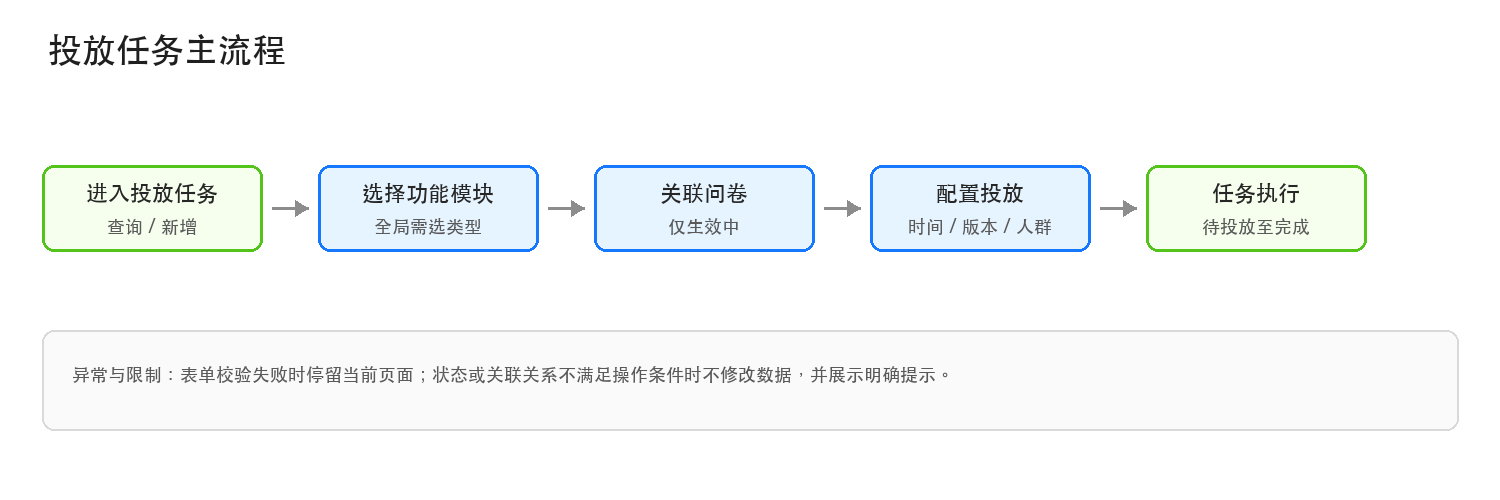 投放任务主流程
进入投放任务
查询 / 新增
选择功能模块
全局需选类型
关联问卷
仅生效中
配置投放
时间 / 版本 / 人群
任务执行
待投放至完成
异常与限制：表单校验失败时停留当前页面；状态或关联关系不满足操作条件时不修改数据，并展示明确提示。